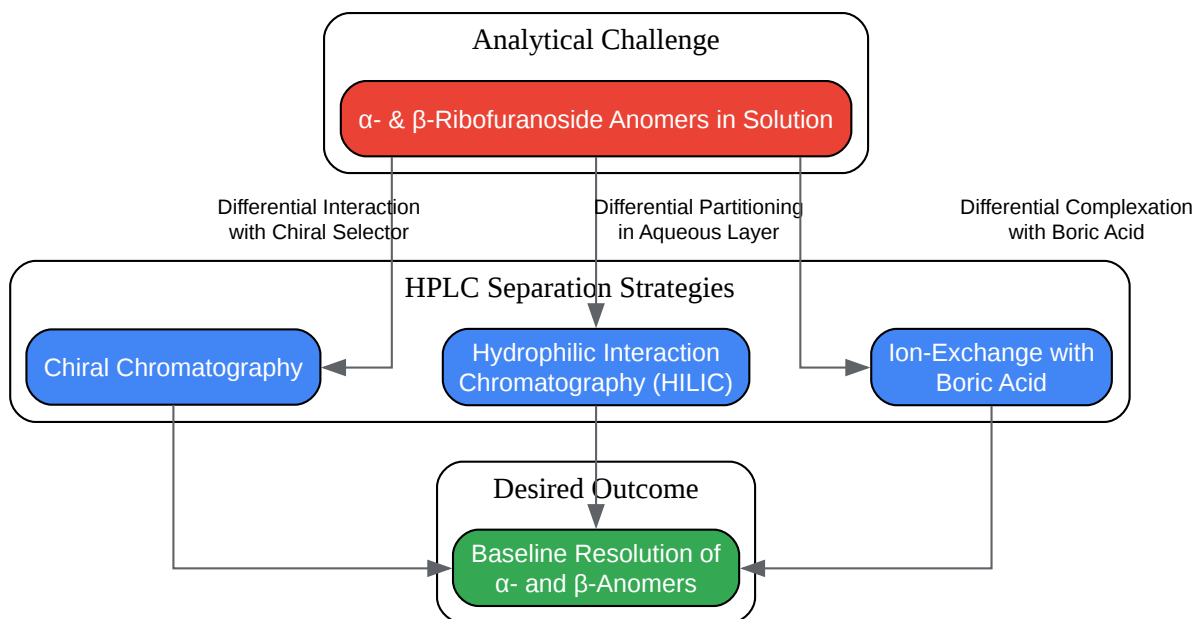 Analytical Challenge
α- & β-Ribofuranoside Anomers in Solution
Differential Interaction
with Chiral Selector
Differential Partitioning
in Aqueous Layer
Differential Complexation
with Boric Acid
HPLC Separation Strategies
Chiral Chromatography
Hydrophilic Interaction
Chromatography (HILIC)
Ion-Exchange with
Boric Acid
Desired Outcome
Baseline Resolution of
α- and β-Anomers